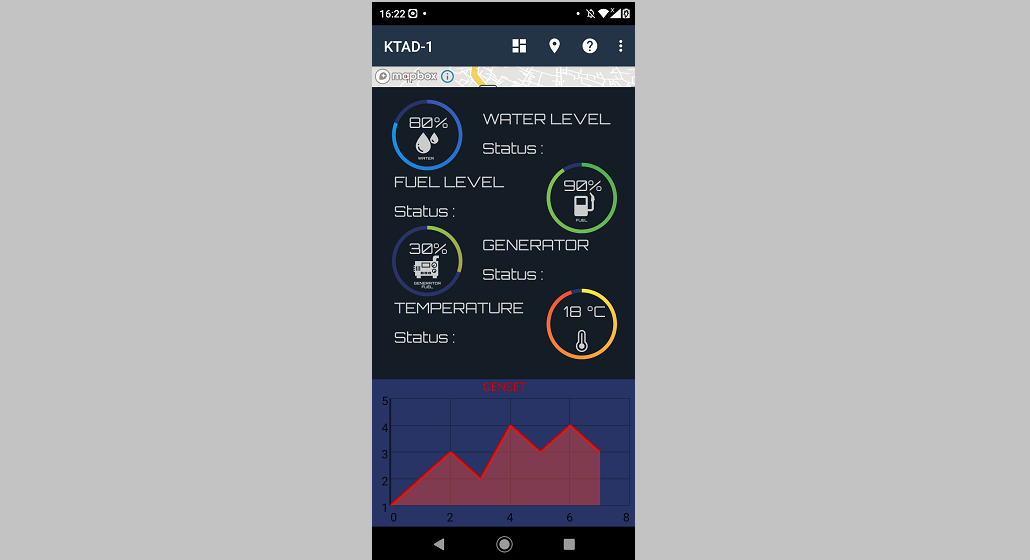 16:22
KTAD-1
mapbox
80%
WATER
WATER LEVEL
Status :
FUEL LEVEL
Status :
90%
FUEL
30%
GENERATOR
FUEL
GENERATOR
Status :
TEMPERATURE
Status :
18 °C
GENSET
5
4
3
2
1
0 2 4 6 8